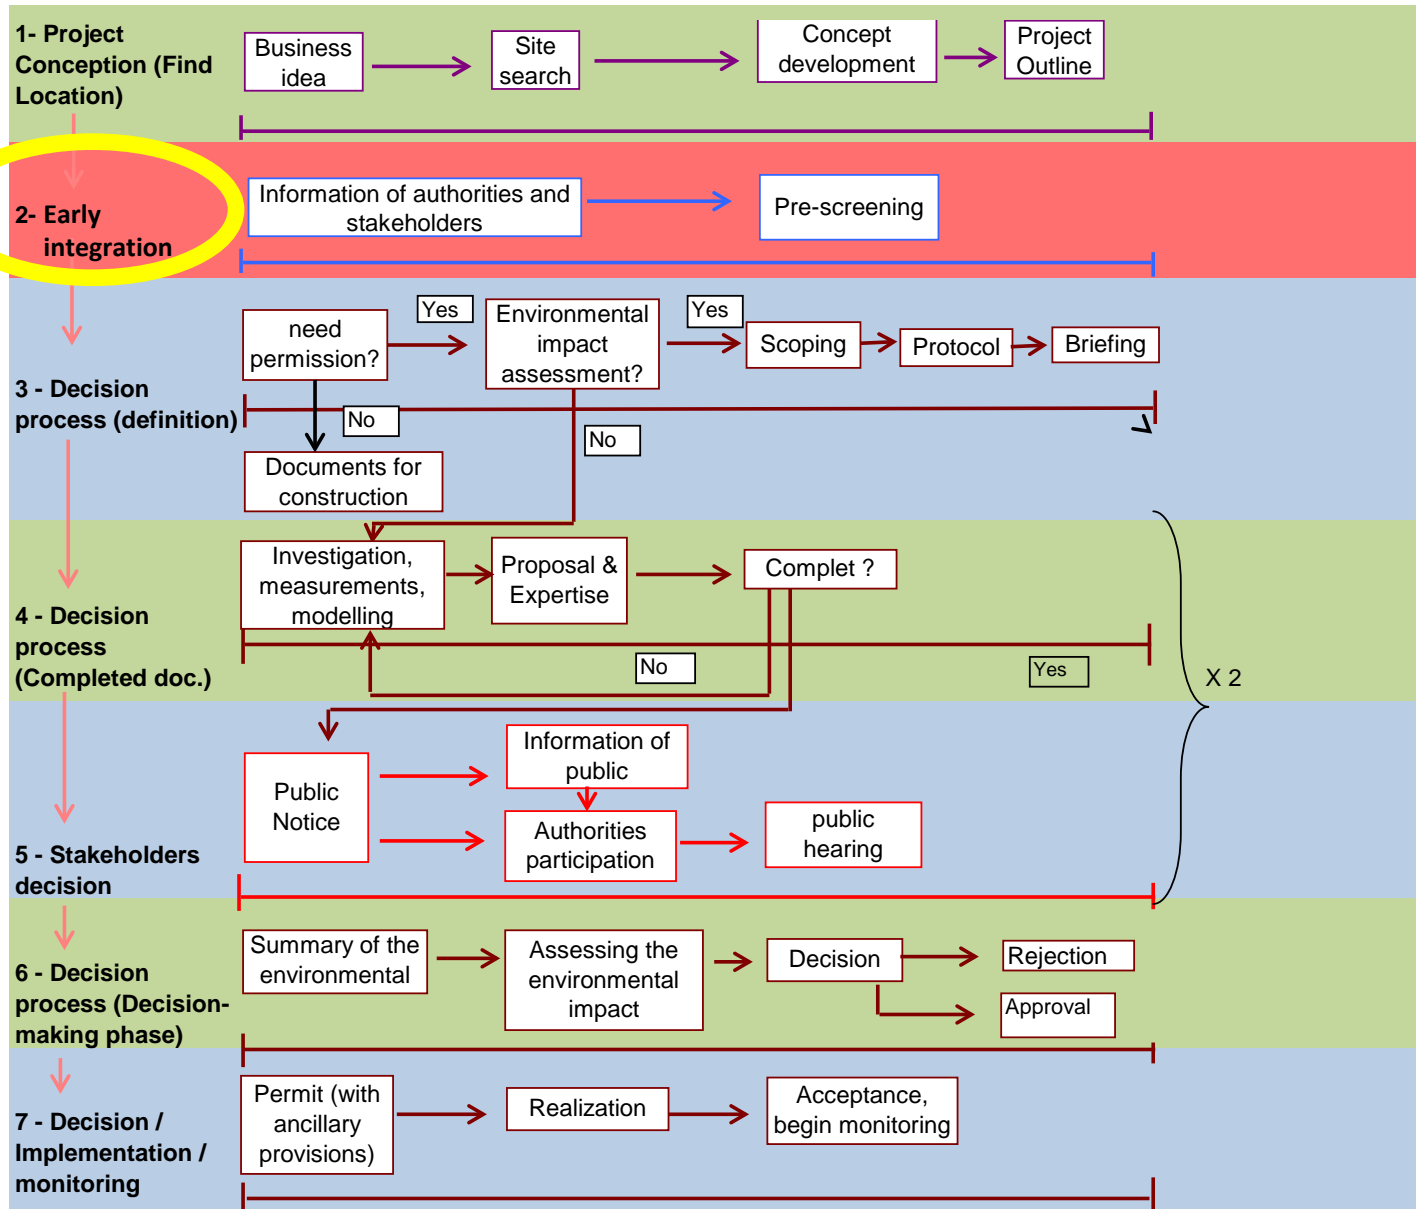 1- Project
Conception (Find
Location)
Business
idea
Site
search
Concept
development
Project
Outline
2- Early
integration
Information of authorities and
stakeholders
Pre-screening
3 - Decision
process (definition)
need
permission?
Yes
Environmental
impact
assessment?
Yes
Scoping
Protocol
Briefing
No
No
Documents for
construction
4 - Decision
process
(Completed doc.)
Investigation,
measurements,
modelling
Proposal &
Expertise
Complet ?
No
Yes
X 2
5 - Stakeholders
decision
Public
Notice
Information of
public
Authorities
participation
public
hearing
6 - Decision
process (Decision-
making phase)
Summary of the
environmental
Assessing the
environmental
impact
Decision
Rejection
Approval
7 - Decision /
Implementation /
monitoring
Permit (with
ancillary
provisions)
Realization
Acceptance,
begin monitoring